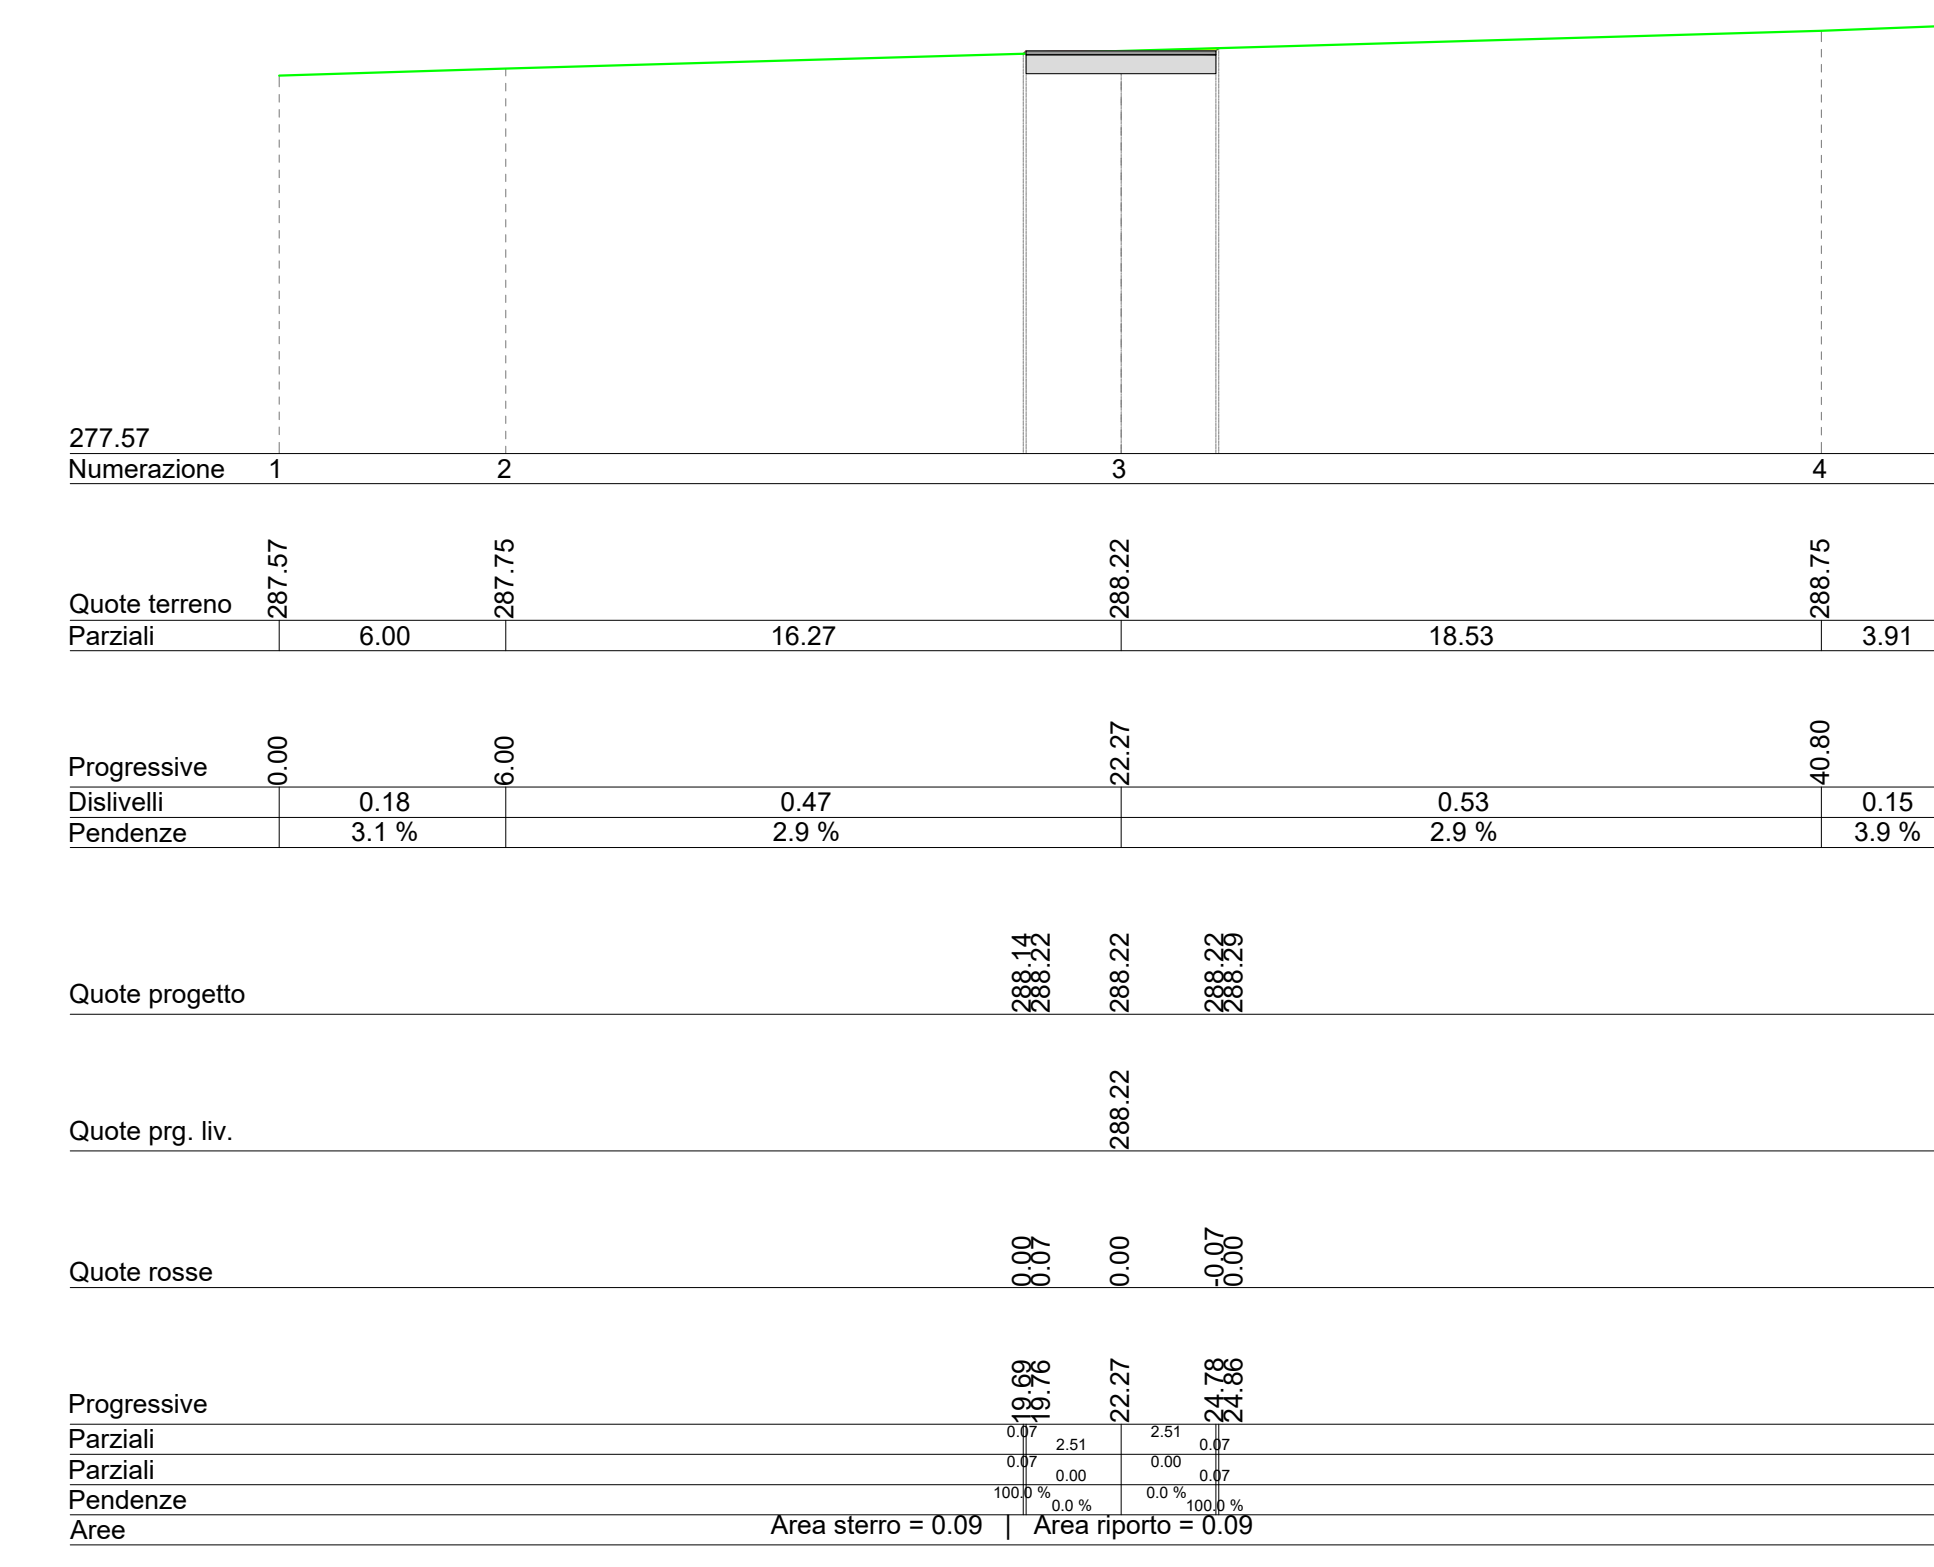 277.57
Numerazione 1 2 3 4
287.57 287.75 288.22 288.75
Quote terreno
Parziali 6.00 16.27 18.53 3.91
0.00 6.00 22.27 40.80
Progressive
Dislivelli 0.18 0.47 0.53 0.15
Pendenze 3.1 % 2.9 % 2.9 % 3.9 %
288.14 288.22 288.22 288.22 288.29
Quote progetto
288.22
Quote prg. liv.
0.00 0.07 0.00 -0.07 0.00
Quote rosse
19.69 19.76 22.27 24.78 24.86
Progressive
Parziali 0.07 2.51 2.51 0.07
Parziali 0.07 0.00 0.00 0.07
Pendenze 100.0 % 0.0 % 0.0 % 100.0 %
Aree Area sterro = 0.09 | Area riporto = 0.09